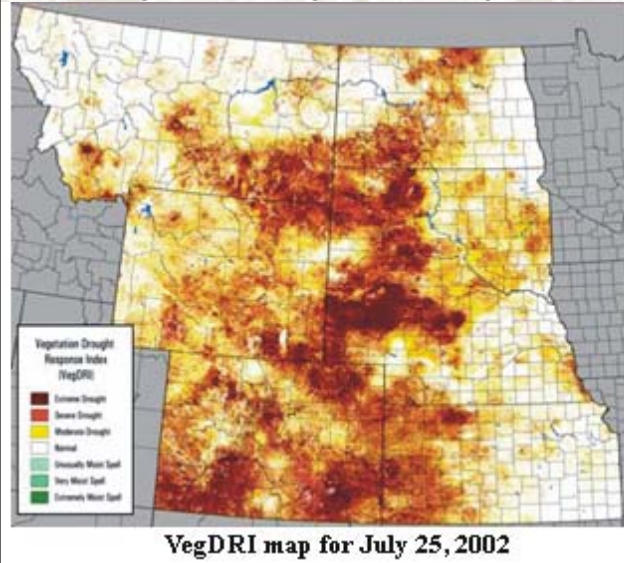 Vegetation Drought
Response Index
(VegDRI)
Extreme Drought
Severe Drought
Moderate Drought
Normal
Unusually Moist Spell
Very Moist Spell
Extremely Moist Spell
VegDRI map for July 25, 2002